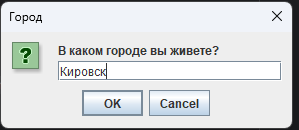 Город
В каком городе вы живете?
Кировск
OK
Cancel